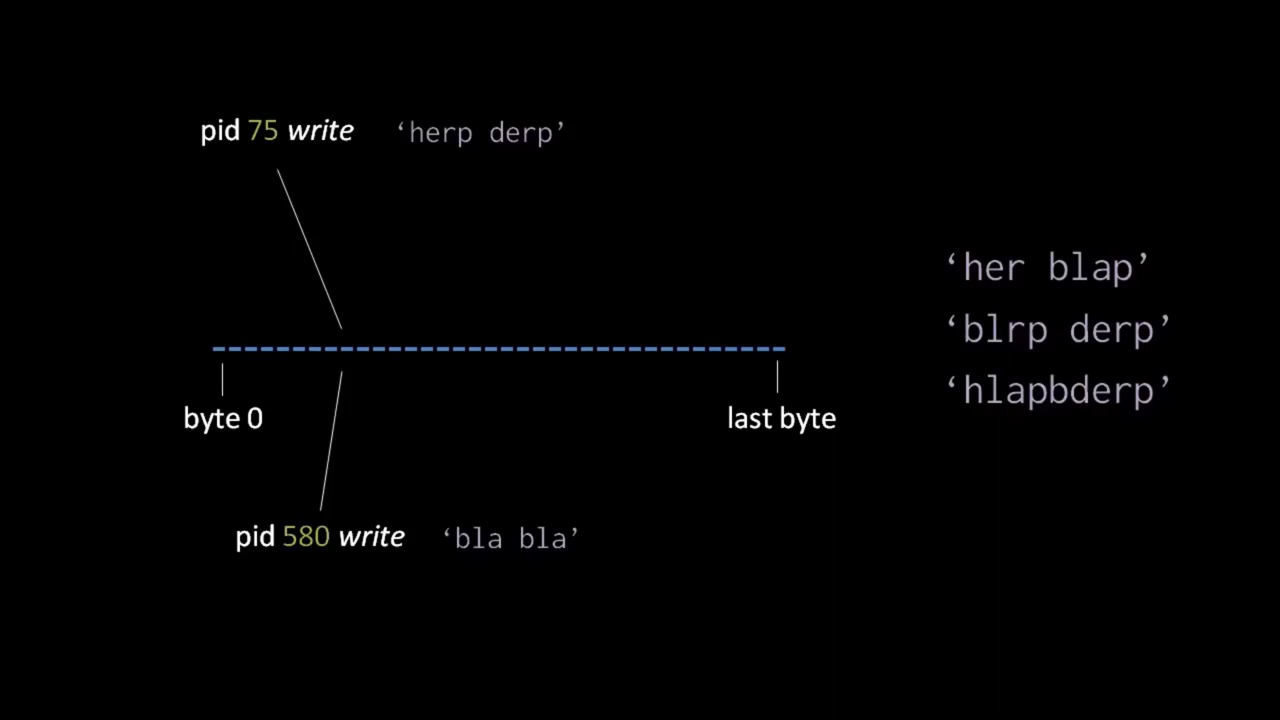 pid 75 write ‘herp derp’
‘her blap’
‘blrp derp’
‘hlapbderp’
byte 0 last byte
pid 580 write ‘bla bla’